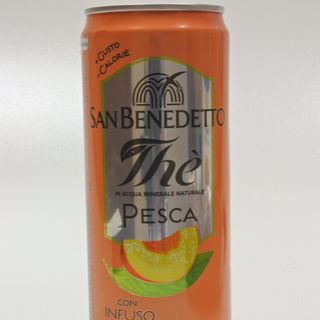 + GUSTO
- CALORIE
SAN BENEDETTO
Thè
IN ACQUA MINERALE NATURALE
PESCA
CON
INFUSO